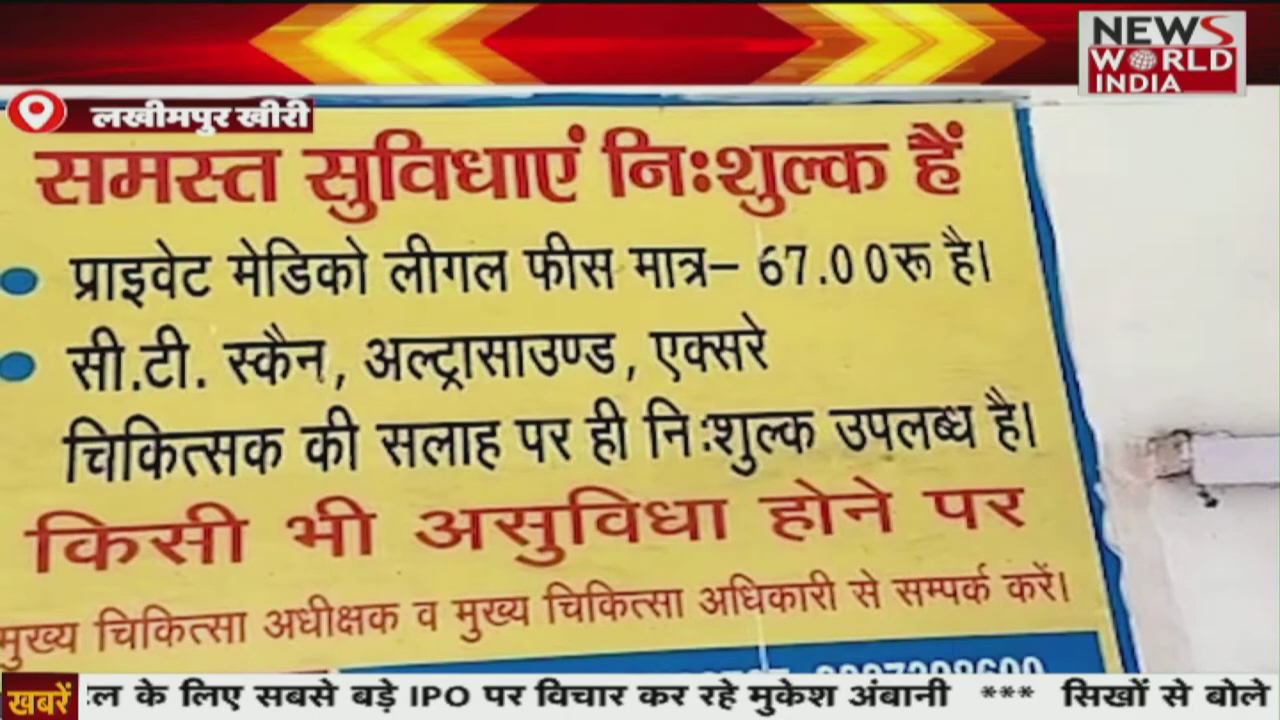 NEWS
WORLD
INDIA
लखीमपुर खीरी
समस्त सुविधाएं निःशुल्क हैं
प्राइवेट मेडिको लीगल फीस मात्र– 67.00रू है।
सी.टी. स्कैन, अल्ट्रासाउण्ड, एक्सरे
चिकित्सक की सलाह पर ही नि:शुल्क उपलब्ध है।
किसी भी असुविधा होने पर
मुख्य चिकित्सा अधीक्षक व मुख्य चिकित्सा अधिकारी से सम्पर्क करें।
खबरें
के लिए सबसे बड़े IPO पर विचार कर रहे मुकेश अंबानी *** सिखों से बोले